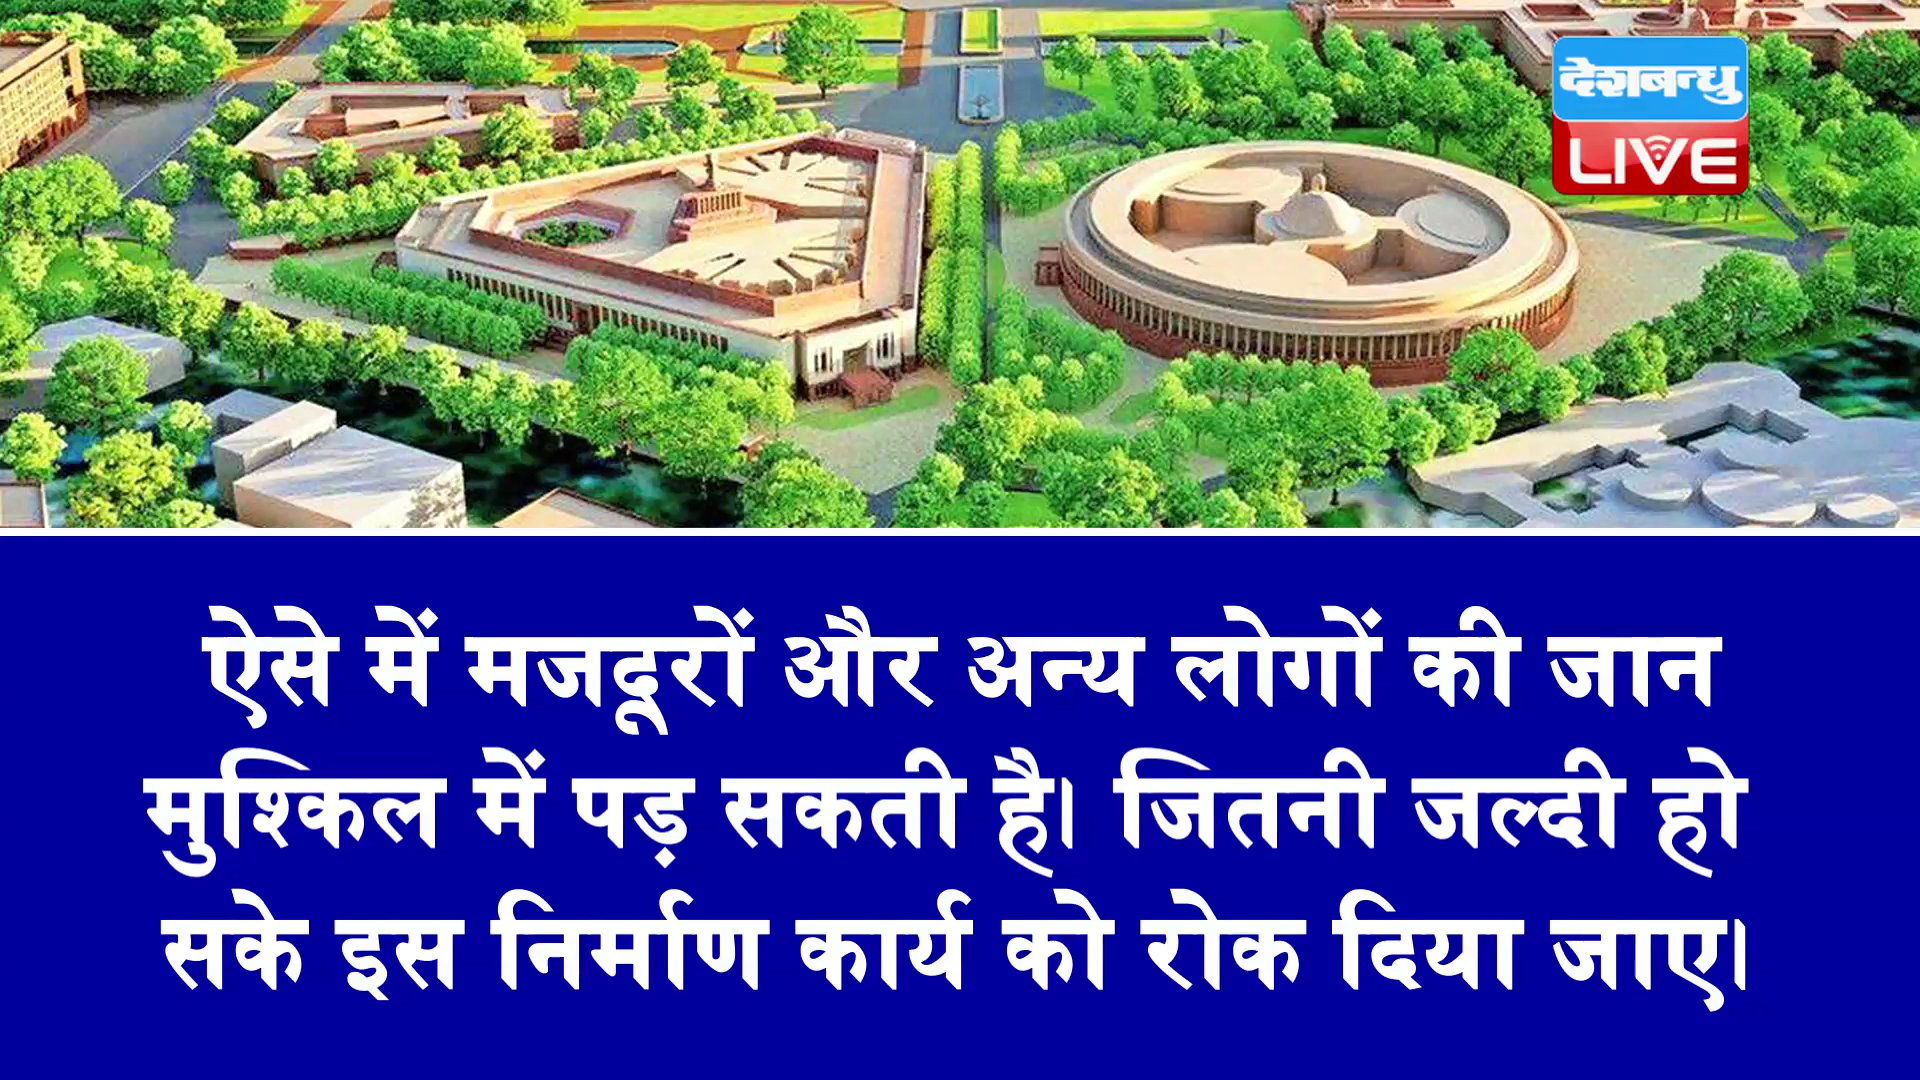 देशबन्धु
LIVE
ऐसे में मजदूरों और अन्य लोगों की जान
मुश्किल में पड़ सकती है। जितनी जल्दी हो
सके इस निर्माण कार्य को रोक दिया जाए।